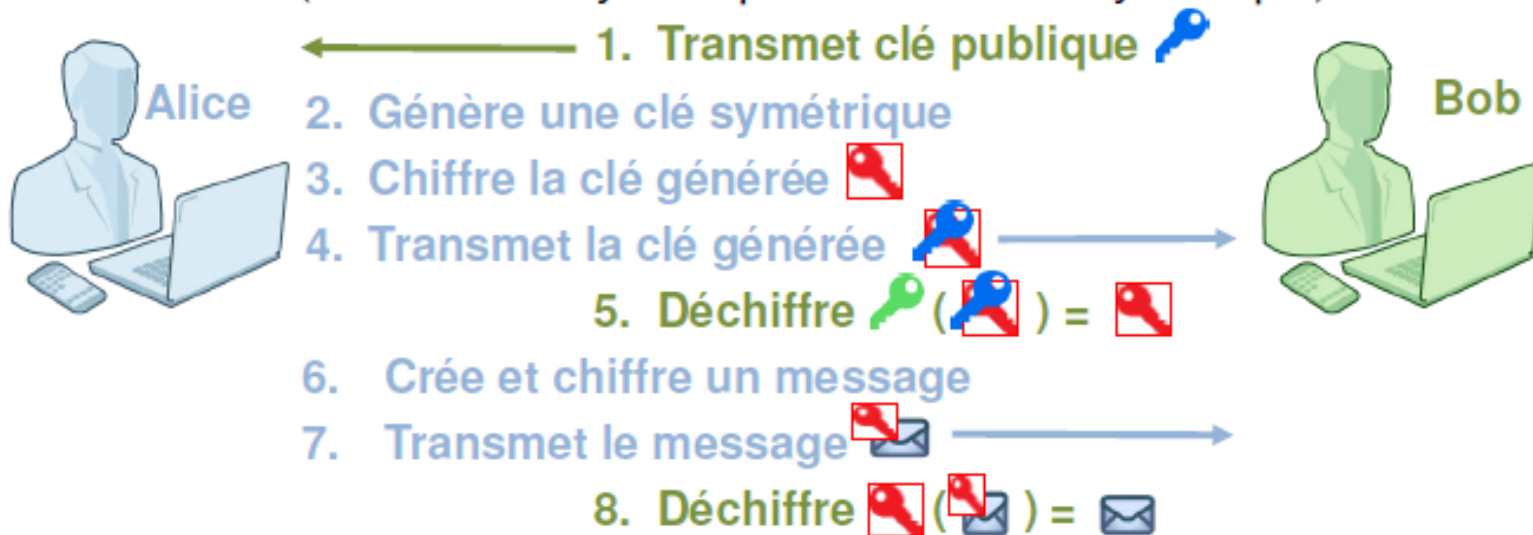 1. Transmet clé publique
Alice
Bob
2. Génère une clé symétrique
3. Chiffre la clé générée
4. Transmet la clé générée
5. Déchiffre ( ) =
6. Crée et chiffre un message
7. Transmet le message
8. Déchiffre ( ) =